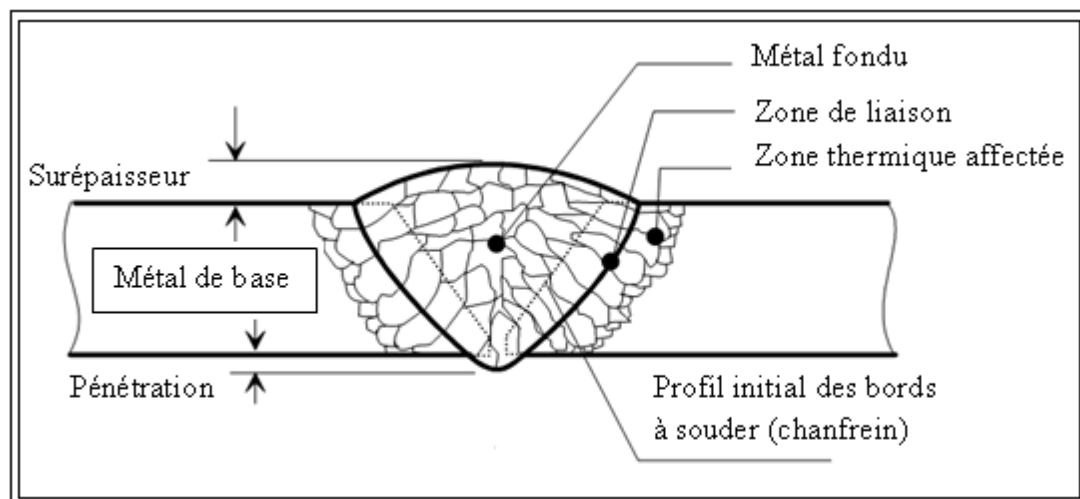 Métal fondu
Zone de liaison
Zone thermique affectée
Surépaisseur
Métal de base
Pénétration
Profil initial des bords
à souder (chanfrein)